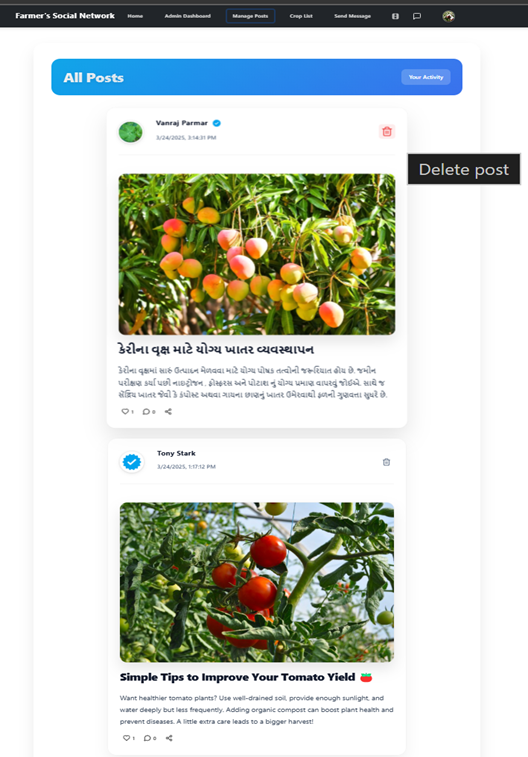 Farmer's Social Network Home Admin Dashboard Manage Posts Crop List Send Message
All Posts Your Activity
Vanraj Parmar
3/24/2025, 3:14:31 PM
Delete post
કેરીના વૃક્ષ માટે યોગ્ય ખાતર વ્યવસ્થાપન
કેરીના વૃક્ષમાં સારું ઉત્પાદન મેળવવા માટે યોગ્ય પોષક તત્વોની જરૂરિયાત હોય છે. જમીન
પરીક્ષણ કર્યા પછી નાઇટ્રોજન, ફોસ્ફરસ અને પોટાશ નું યોગ્ય પ્રમાણ વાપરવું જોઈએ. સાથે જ
સેંદ્રિય ખાતર જેવી કે કંપોસ્ટ અથવા ગાયના છાણનું ખાતર ઉમેરવાથી ફળની ગુણવત્તા સુધરે છે.
1 0
Tony Stark
3/24/2025, 1:17:12 PM
Simple Tips to Improve Your Tomato Yield 🍅
Want healthier tomato plants? Use well-drained soil, provide enough sunlight, and
water deeply but less frequently. Adding organic compost can boost plant health and
prevent diseases. A little extra care leads to a bigger harvest!
1 0